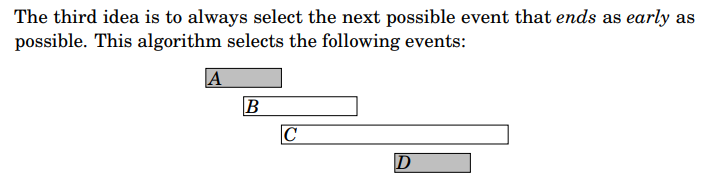 The third idea is to always select the next possible event that ends as early as
possible. This algorithm selects the following events:
A
B
C
D